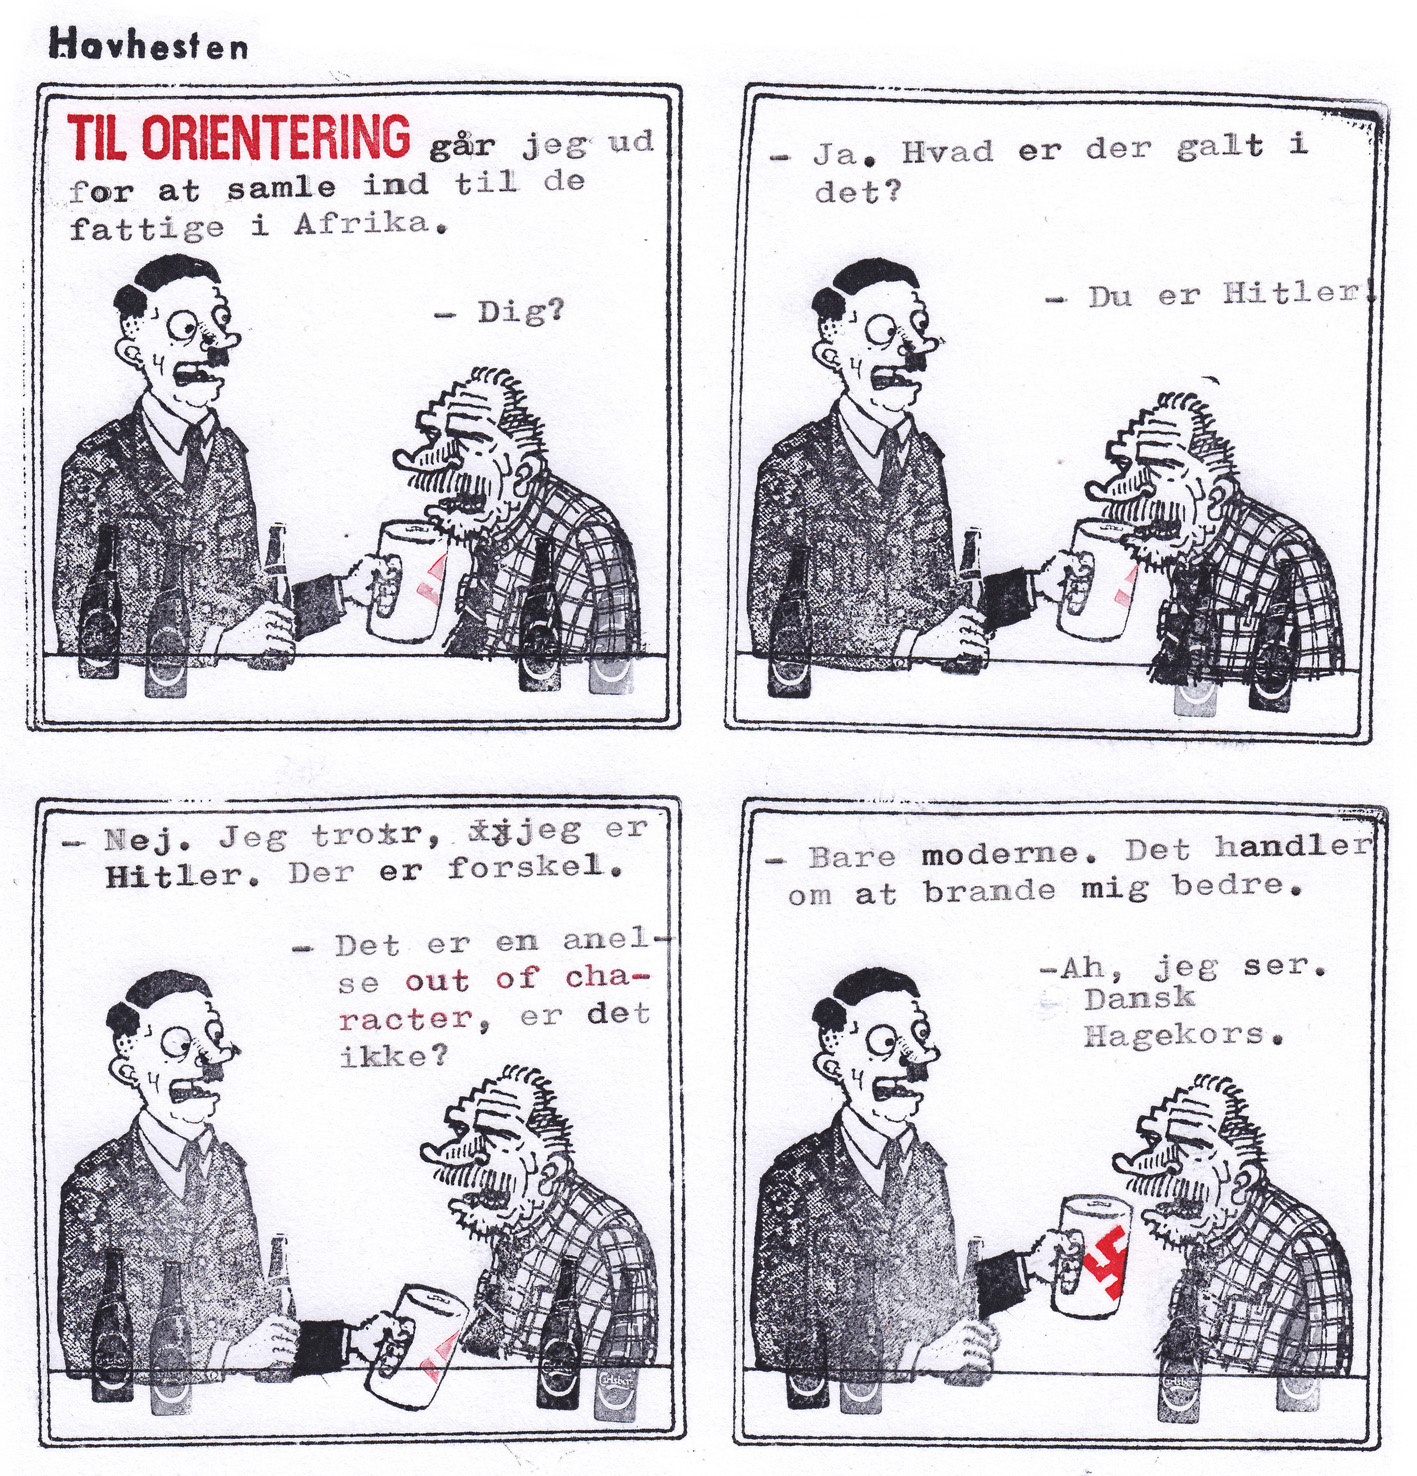 Havhesten
TIL ORIENTERING går jeg ud
for at samle ind til de
fattige i Afrika.
- Dig?
- Ja. Hvad er der galt i
det?
- Du er Hitler!
- Nej. Jeg troxr, xjjeg er
Hitler. Der er forskel.
- Det er en anel-
se out of cha-
racter, er det
ikke?
- Bare moderne. Det handler
om at brande mig bedre.
-Ah, jeg ser.
Dansk
Hagekors.
Carlsberg
Carlsberg